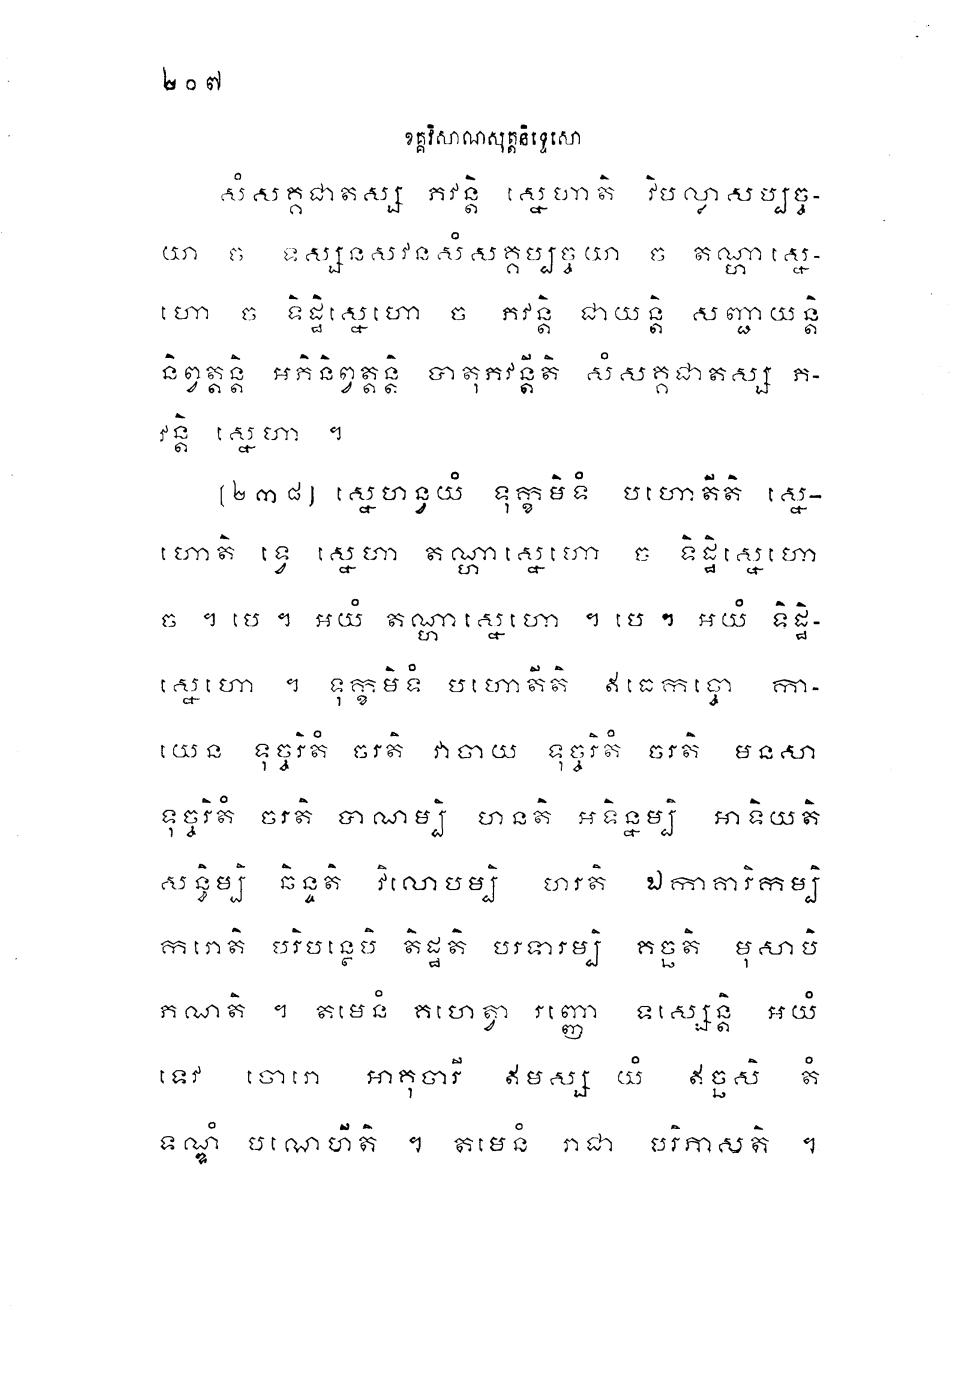 ២០៧
ខគ្គវិសាណសុត្តនិទ្ទេសោ
សំសគ្គជាតស្ស ភវន្តិ ស្នេហាតិ វិបល្លាសប្បច្ច-
យា ច ទស្សនសវនសំសគ្គប្បច្ចយា ច តណ្ហាស្នេ-
ហោ ច ទិដ្ឋិស្នេហោ ច ភវន្តិ ជាយន្តិ សញ្ជាយន្តិ
និព្វត្តន្តិ អភិនិព្វត្តន្តិ បាតុភវន្តីតិ សំសគ្គជាតស្ស ភ-
វន្តិ ស្នេហា ។
(២៣៨) ស្នេហន្វយំ ទុក្ខមិទំ បហោតីតិ ស្នេ-
ហោតិ ទ្វេ ស្នេហា តណ្ហាស្នេហោ ច ទិដ្ឋិស្នេហោ
ច ។ បេ ។ អយំ តណ្ហាស្នេហោ ។ បេ ។ អយំ ទិដ្ឋិ-
ស្នេហោ ។ ទុក្ខមិទំ បហោតីតិ ឥធេកច្ចោ កា-
យេន ទុច្ចរិតំ ចរតិ វាចាយ ទុច្ចរិតំ ចរតិ មនសា
ទុច្ចរិតំ ចរតិ បាណម្បិ ហនតិ អទិន្នម្បិ អាទិយតិ
សន្ធិម្បិ ឆិន្ទតិ វិលោបម្បិ ហរតិ ឯកាគារិកម្បិ
ករោតិ បរិបន្ថេបិ តិដ្ឋតិ បរទារម្បិ គច្ឆតិ មុសាបិ
ភណតិ ។ តមេនំ គហេត្វា រញ្ញោ ទស្សេន្តិ អយំ
ទេវ ចោរោ អាគុចារី ឥមស្ស យំ ឥច្ឆសិ តំ
ទណ្ឌំ បណេហីតិ ។ តមេនំ រាជា បរិភាសតិ ។